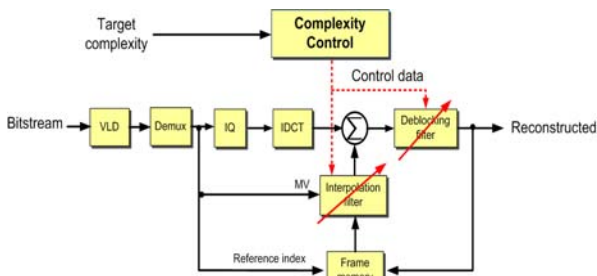 Target
complexity
Complexity
Control
Control data
Bitstream
VLD
Demux
IQ
IDCT
Σ
Deblocking
filter
Reconstructed
MV
Interpolation
filter
Reference index
Frame
memory